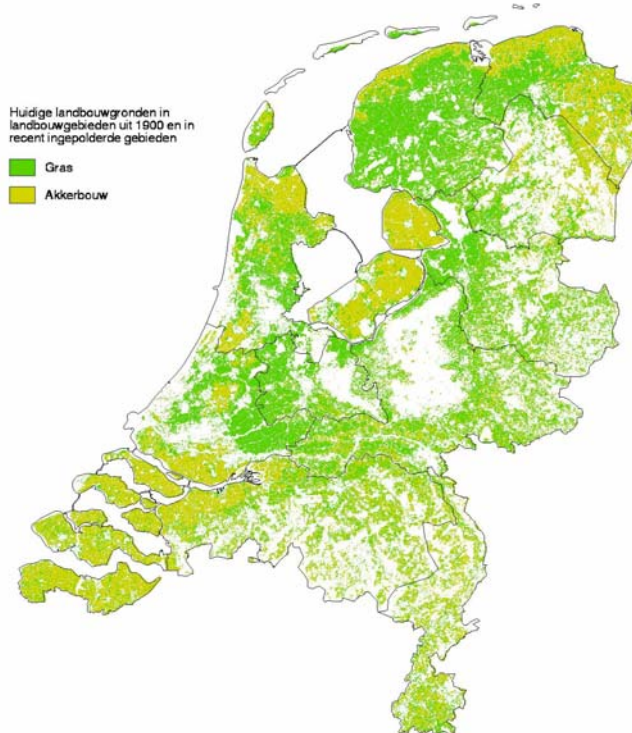 Huidige landbouwgronden in
landbouwgebieden uit 1900 en in
recent ingepolderde gebieden
Gras
Akkerbouw